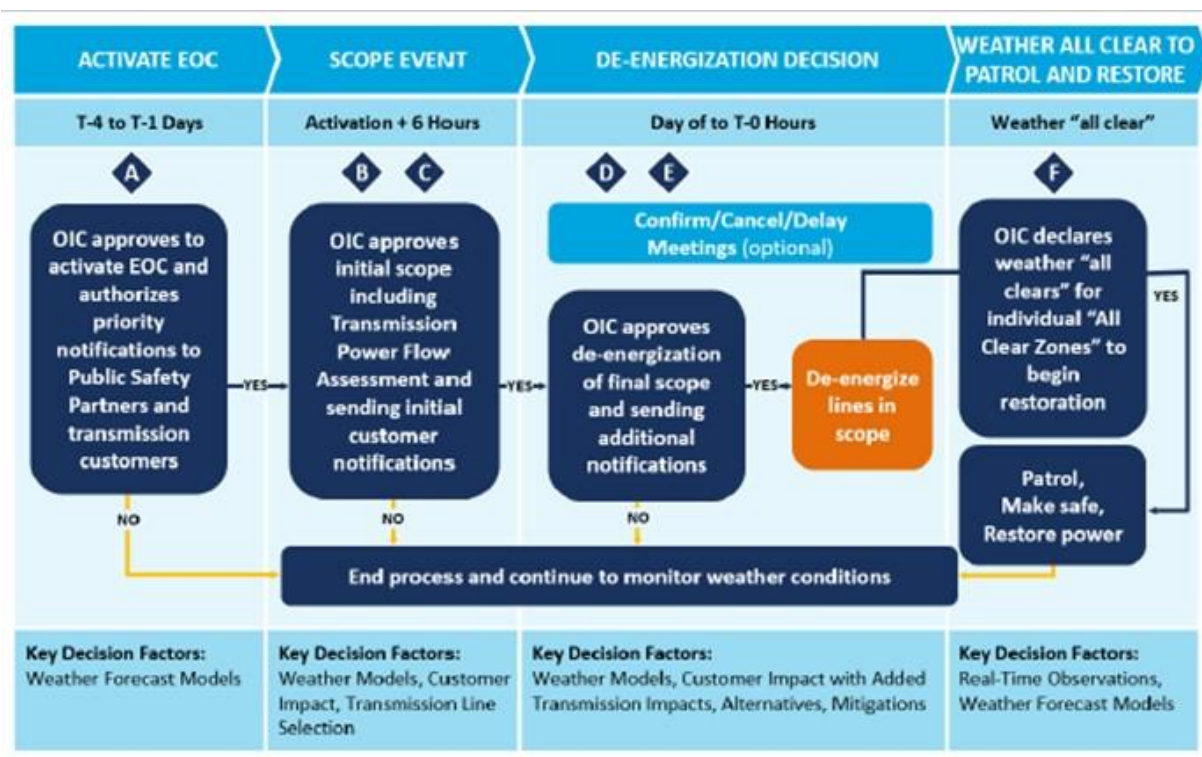 ACTIVATE EOC
SCOPE EVENT
DE-ENERGIZATION DECISION
WEATHER ALL CLEAR TO
PATROL AND RESTORE
T-4 to T-1 Days
Activation + 6 Hours
Day of to T-0 Hours
Weather "all clear"
A
B
C
D
E
F
OIC approves to
activate EOC and
authorizes
priority
notifications to
Public Safety
Partners and
transmission
customers
YES
NO
OIC approves
initial scope
including
Transmission
Power Flow
Assessment and
sending initial
customer
notifications
YES
NO
Confirm/Cancel/Delay
Meetings (optional)
OIC approves
de-energization
of final scope
and sending
additional
notifications
YES
NO
De-energize
lines in
scope
OIC declares
weather "all
clears" for
individual "All
Clear Zones" to
begin
restoration
YES
Patrol,
Make safe,
Restore power
End process and continue to monitor weather conditions
Key Decision Factors:
Weather Forecast Models
Key Decision Factors:
Weather Models, Customer
Impact, Transmission Line
Selection
Key Decision Factors:
Weather Models, Customer Impact with Added
Transmission Impacts, Alternatives, Mitigations
Key Decision Factors:
Real-Time Observations,
Weather Forecast Models